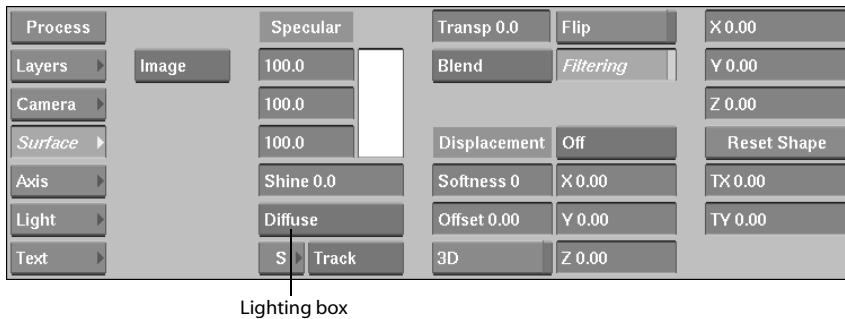 Process Specular Transp 0.0 Flip X 0.00
Layers Image 100.0 Blend Filtering Y 0.00
Camera 100.0 Z 0.00
Surface 100.0 Displacement Off Reset Shape
Axis Shine 0.0 Softness 0 X 0.00 TX 0.00
Light Diffuse Offset 0.00 Y 0.00 TY 0.00
Text S Track 3D Z 0.00
Lighting box